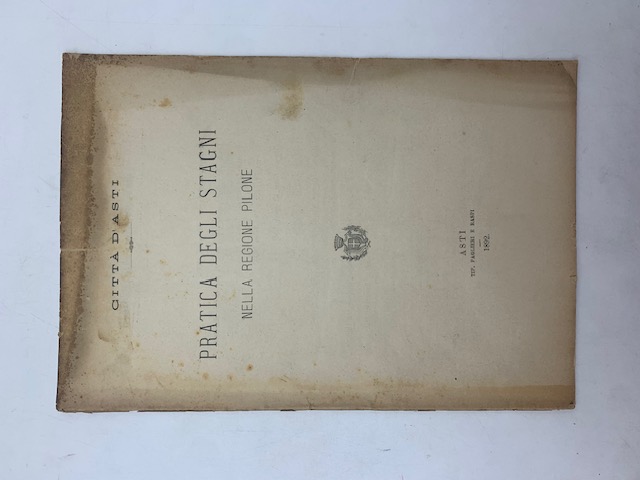 CITTÀ D'ASTI
PRATICA DEGLI STAGNI
NELLA REGIONE PILONE
ASTI
TIP. PAGLIERI E RASPI
1892.